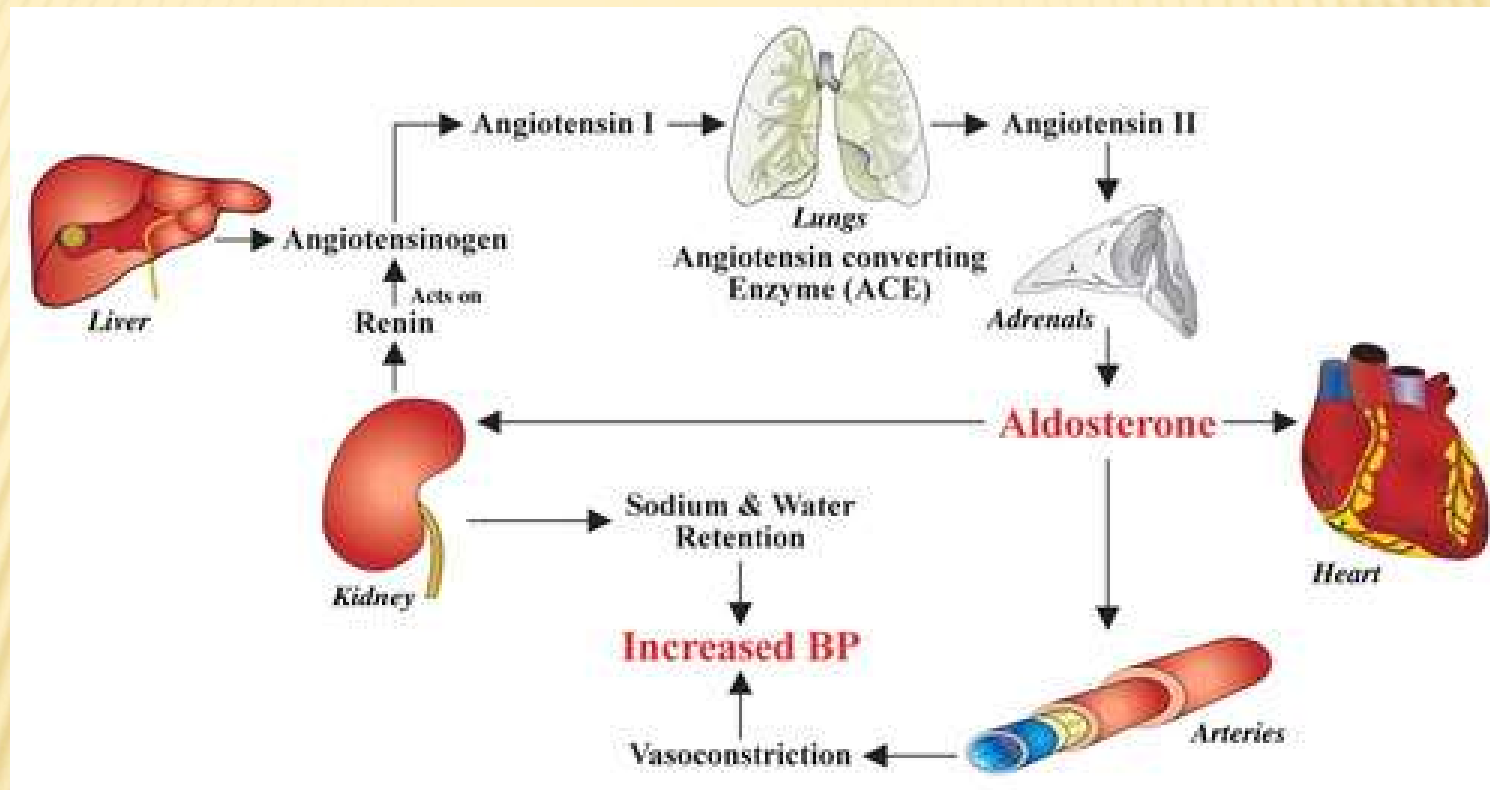 Angiotensin I
Angiotensin II
Lungs
Angiotensinogen
Angiotensin converting
Enzyme (ACE)
Acts on
Liver
Renin
Adrenals
Aldosterone
Sodium & Water
Retention
Heart
Kidney
Increased BP
Arteries
Vasoconstriction